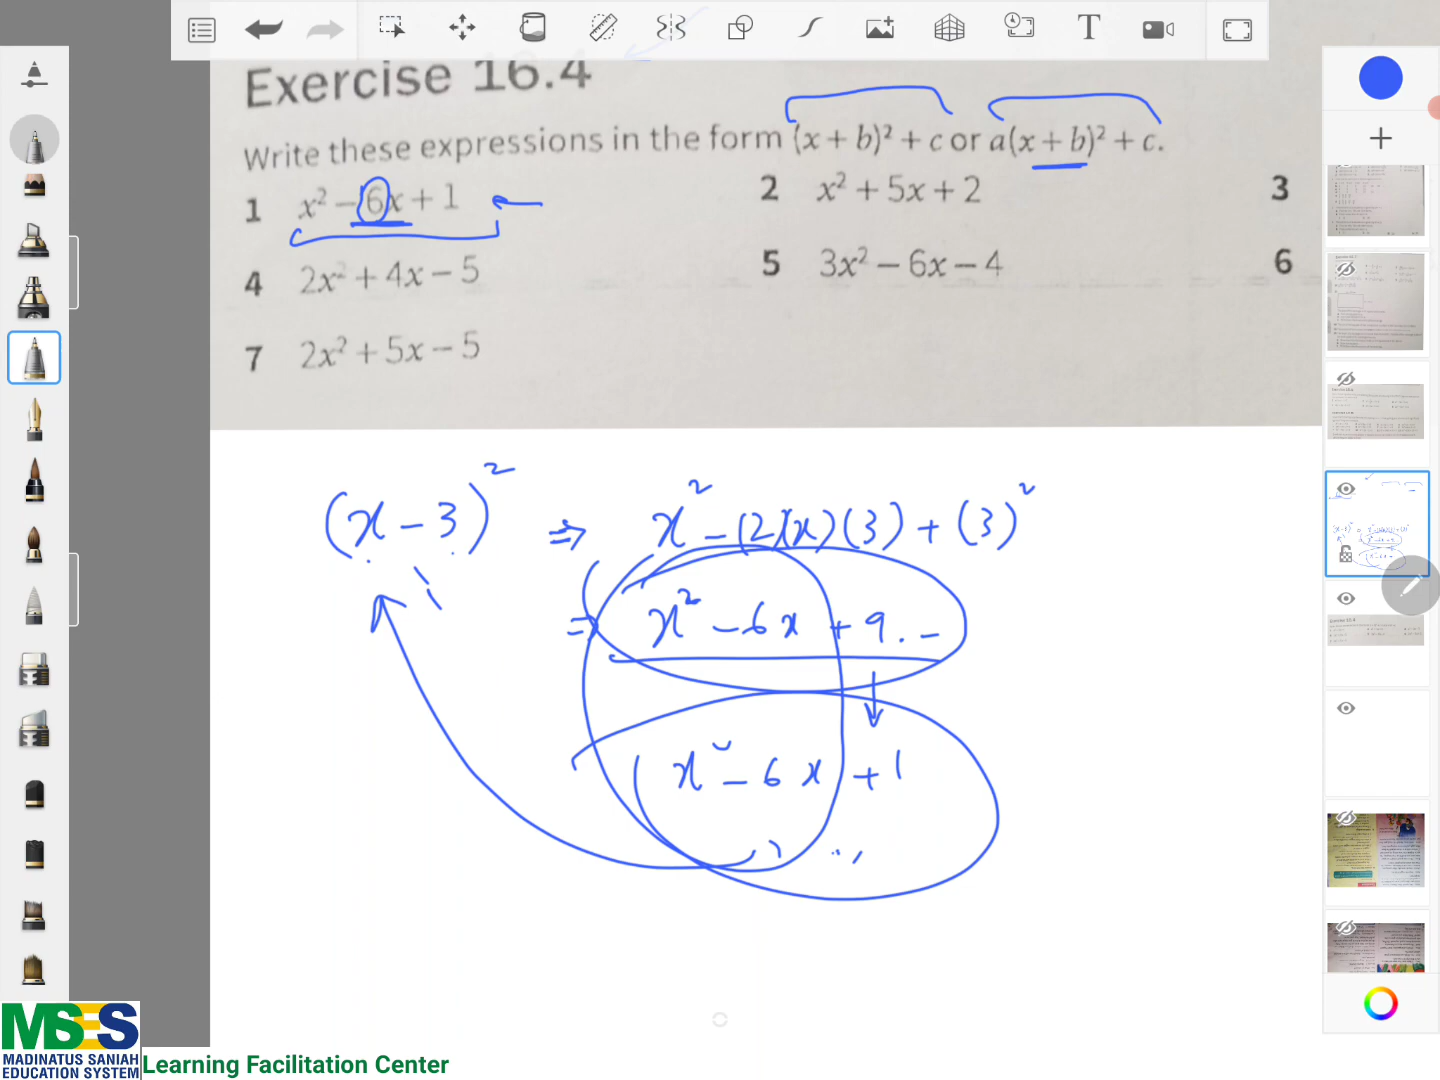 Exercise 16.4
Write these expressions in the form (x + b)² + c or a(x + b)² + c.
1 x² − 6x + 1
2 x² + 5x + 2
3
4 2x² + 4x − 5
5 3x² − 6x − 4
6
7 2x² + 5x − 5
(x − 3)² ⇒ x² − (2)(x)(3) + (3)²
⇒ x² − 6x + 9
x² − 6x + 1
T
MSES
MADINATUS SANIAH
EDUCATION SYSTEM
Learning Facilitation Center